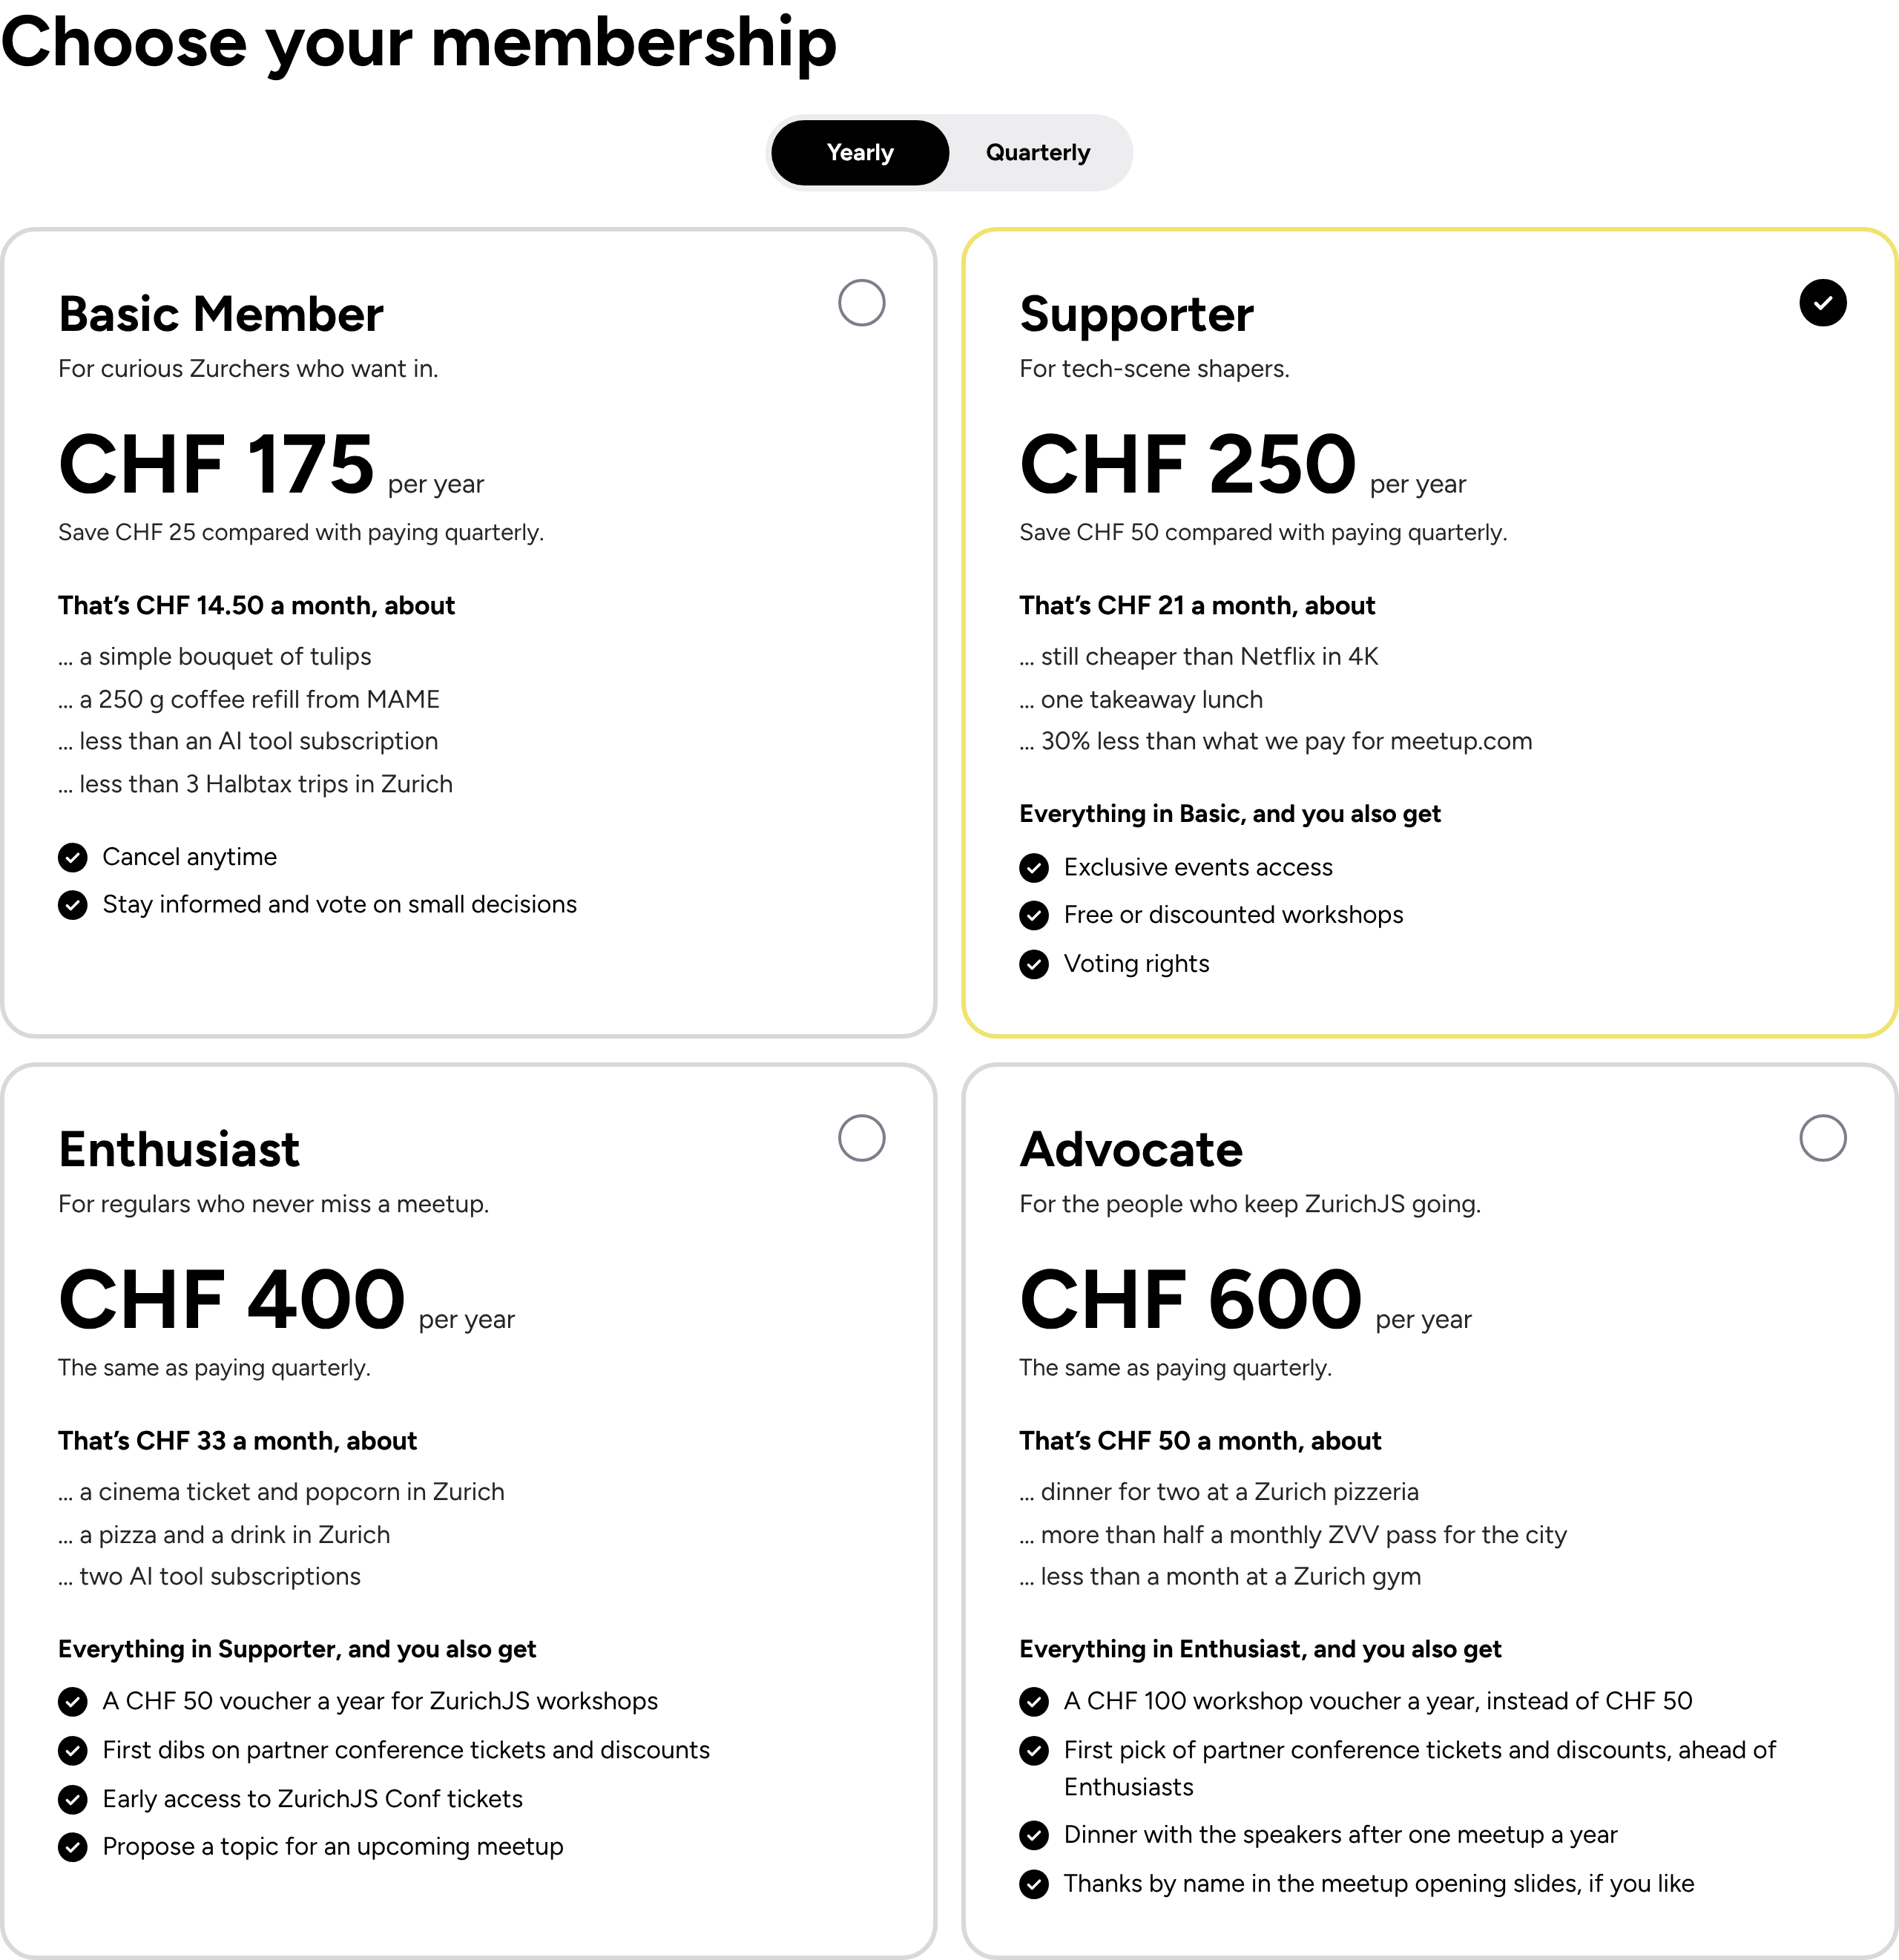 Choose your membership
Yearly
Quarterly
Basic Member
For curious Zurchers who want in.
CHF 175 per year
Save CHF 25 compared with paying quarterly.
That’s CHF 14.50 a month, about
... a simple bouquet of tulips
... a 250 g coffee refill from MAME
... less than an AI tool subscription
... less than 3 Halbtax trips in Zurich
Cancel anytime
Stay informed and vote on small decisions
Supporter
For tech-scene shapers.
CHF 250 per year
Save CHF 50 compared with paying quarterly.
That’s CHF 21 a month, about
... still cheaper than Netflix in 4K
... one takeaway lunch
... 30% less than what we pay for meetup.com
Everything in Basic, and you also get
Exclusive events access
Free or discounted workshops
Voting rights
Enthusiast
For regulars who never miss a meetup.
CHF 400 per year
The same as paying quarterly.
That’s CHF 33 a month, about
... a cinema ticket and popcorn in Zurich
... a pizza and a drink in Zurich
... two AI tool subscriptions
Everything in Supporter, and you also get
A CHF 50 voucher a year for ZurichJS workshops
First dibs on partner conference tickets and discounts
Early access to ZurichJS Conf tickets
Propose a topic for an upcoming meetup
Advocate
For the people who keep ZurichJS going.
CHF 600 per year
The same as paying quarterly.
That’s CHF 50 a month, about
... dinner for two at a Zurich pizzeria
... more than half a monthly ZVV pass for the city
... less than a month at a Zurich gym
Everything in Enthusiast, and you also get
A CHF 100 workshop voucher a year, instead of CHF 50
First pick of partner conference tickets and discounts, ahead of
Enthusiasts
Dinner with the speakers after one meetup a year
Thanks by name in the meetup opening slides, if you like